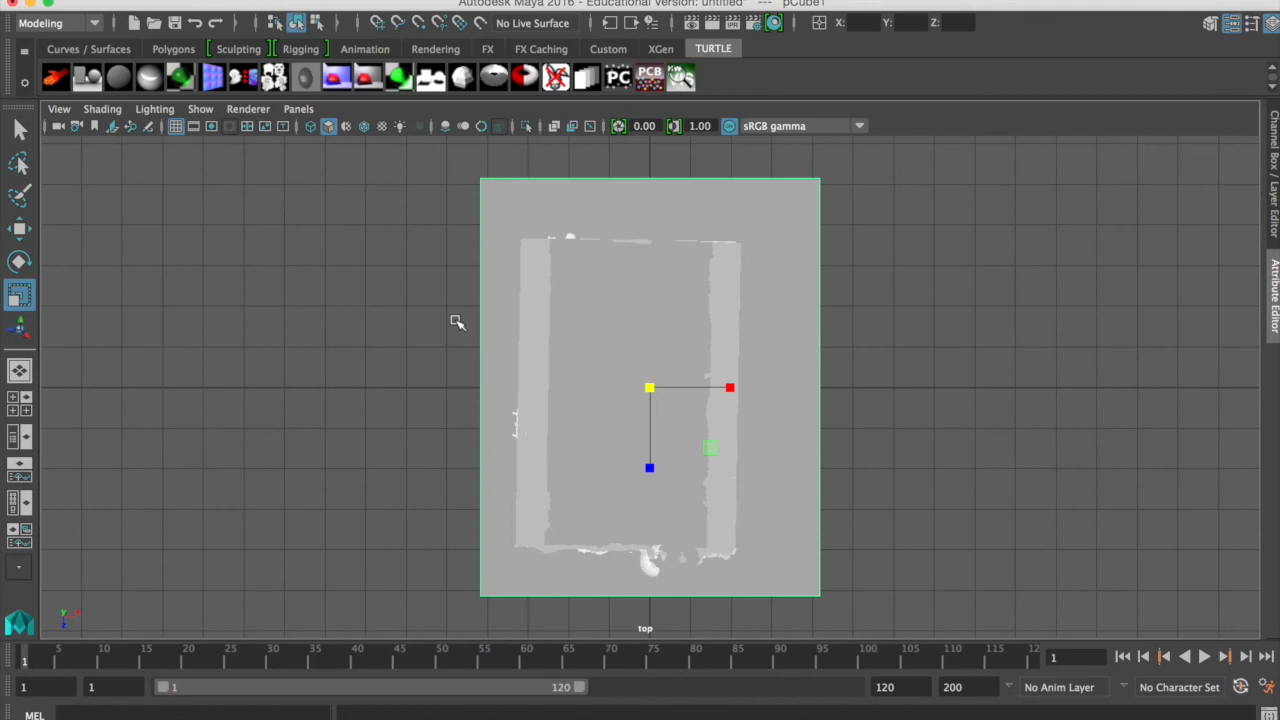 Autodesk Maya 2016 - Educational Version: untitled* --- pCube1
Modeling No Live Surface X: Y: Z:
Curves / Surfaces Polygons Sculpting Rigging Animation Rendering FX FX Caching Custom XGen TURTLE
IPR PC PCB
View Shading Lighting Show Renderer Panels
0.00 1.00 sRGB gamma
Channel Box / Layer Editor
Attribute Editor
y x z
top
5 10 15 20 25 30 35 40 45 50 55 60 65 70 75 80 85 90 95 100 105 110 115 12
1 1
1 1 1 120 120 200 No Anim Layer No Character Set
MEL